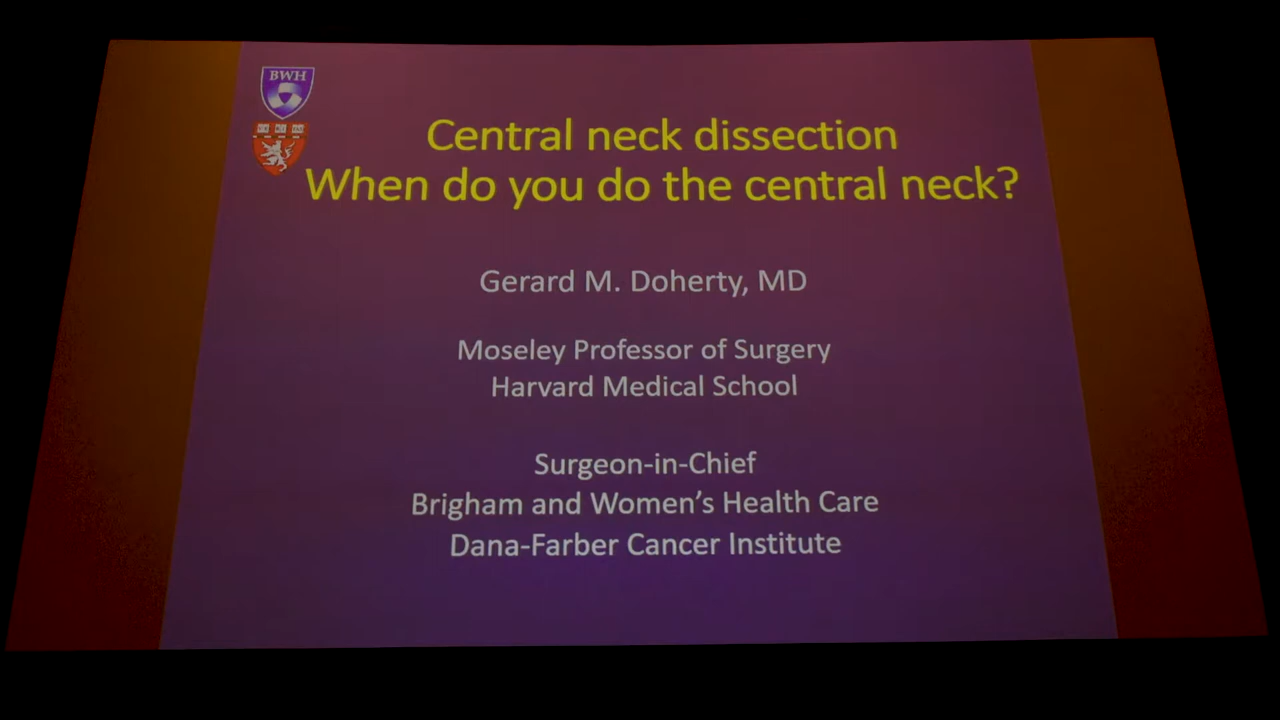 BWH
Central neck dissection
When do you do the central neck?
Gerard M. Doherty, MD
Moseley Professor of Surgery
Harvard Medical School
Surgeon-in-Chief
Brigham and Women's Health Care
Dana-Farber Cancer Institute